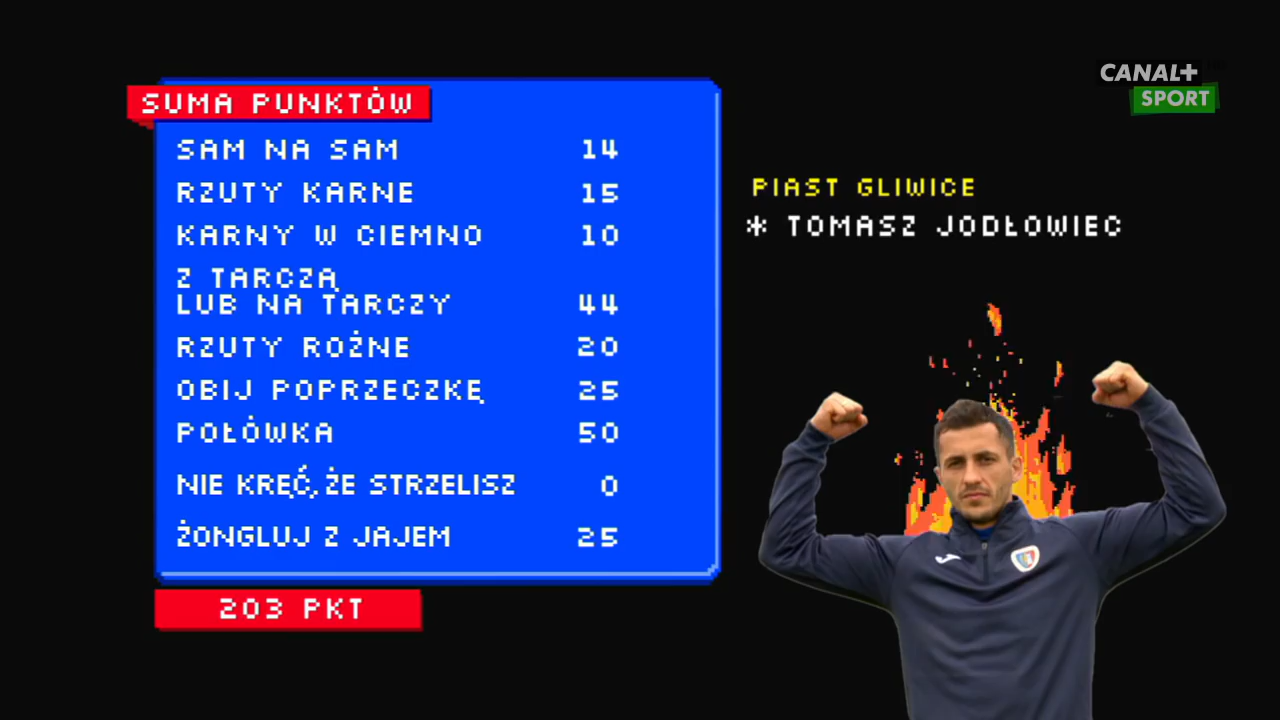 CANAL+
SPORT
SUMA PUNKTÓW
SAM NA SAM 14
RZUTY KARNE 15
KARNY W CIEMNO 10
Z TARCZĄ
LUB NA TARCZY 44
RZUTY ROŻNE 20
OBIJ POPRZECZKĘ 25
POŁÓWKA 50
NIE KRĘĆ, ŻE STRZELISZ 0
ŻONGLUJ Z JAJEM 25
203 PKT
PIAST GLIWICE
* TOMASZ JODŁOWIEC